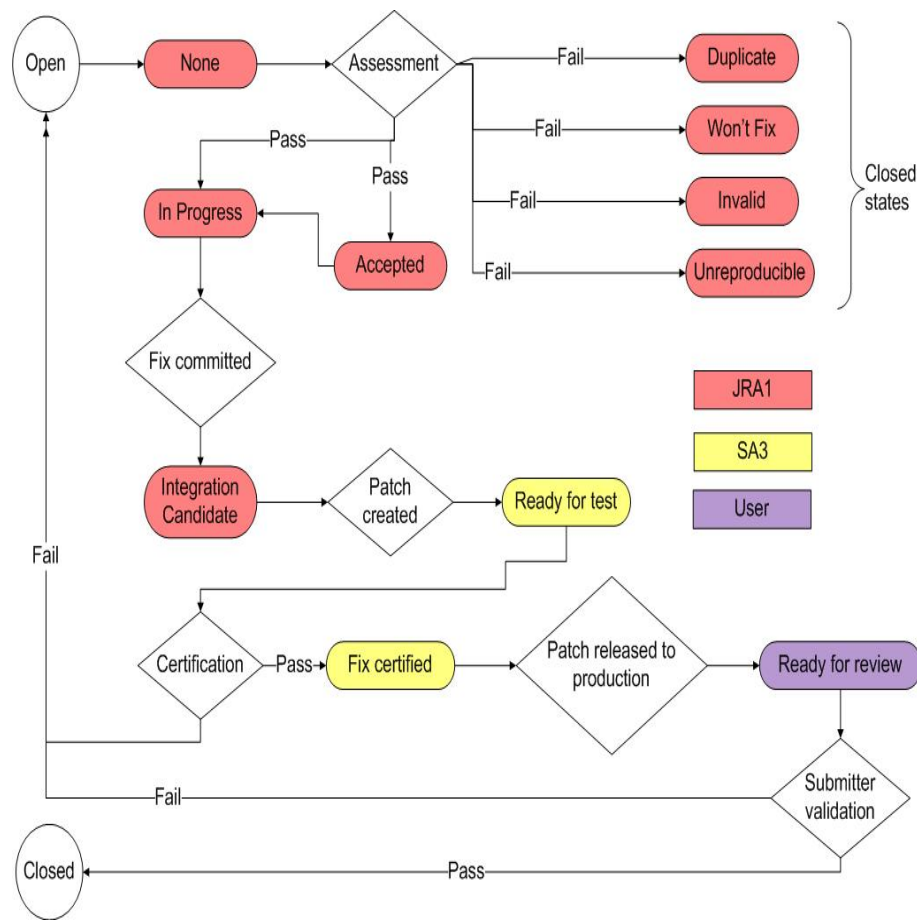 Open
None
Assessment
Fail
Duplicate
Fail
Won't Fix
Fail
Invalid
Fail
Unreproducible
Closed
states
Pass
Pass
In Progress
Accepted
Fix committed
JRA1
SA3
User
Integration
Candidate
Patch
created
Ready for test
Fail
Certification
Pass
Fix certified
Patch released to
production
Ready for review
Submitter
validation
Fail
Pass
Closed